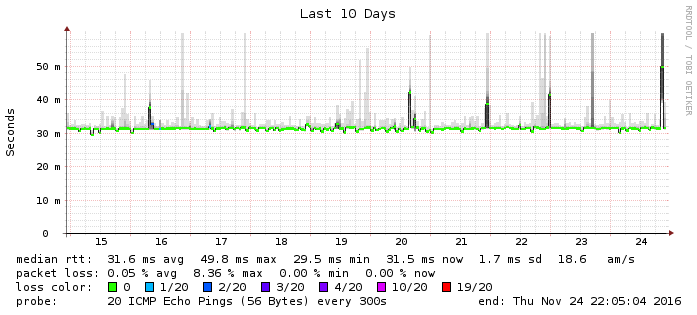 Last 10 Days
RRDTOOL / TOBI OETIKER
Seconds
50 m
40 m
30 m
20 m
10 m
0
15 16 17 18 19 20 21 22 23 24
median rtt: 31.6 ms avg 49.8 ms max 29.5 ms min 31.5 ms now 1.7 ms sd 18.6 am/s
packet loss: 0.05 % avg 8.36 % max 0.00 % min 0.00 % now
loss color: 0 1/20 2/20 3/20 4/20 10/20 19/20
probe: 20 ICMP Echo Pings (56 Bytes) every 300s end: Thu Nov 24 22:05:04 2016